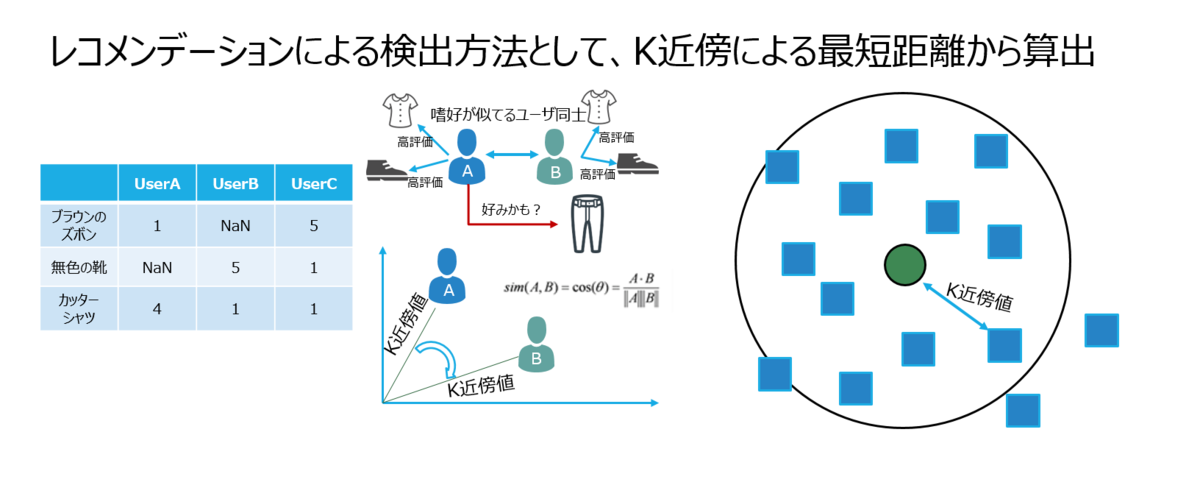 レコメンデーションによる検出方法として、K近傍による最短距離から算出
UserA UserB UserC
ブラウンの
ズボン
1 NaN 5
無色の靴 NaN 5 1
カッター
シャツ
4 1 1
嗜好が似てるユーザ同士
高評価
高評価
A
B
高評価
高評価
好みかも？
A
B
K近傍値
K近傍値
sim(A, B) = cos(θ) = A · B / ‖A‖‖B‖
K近傍値